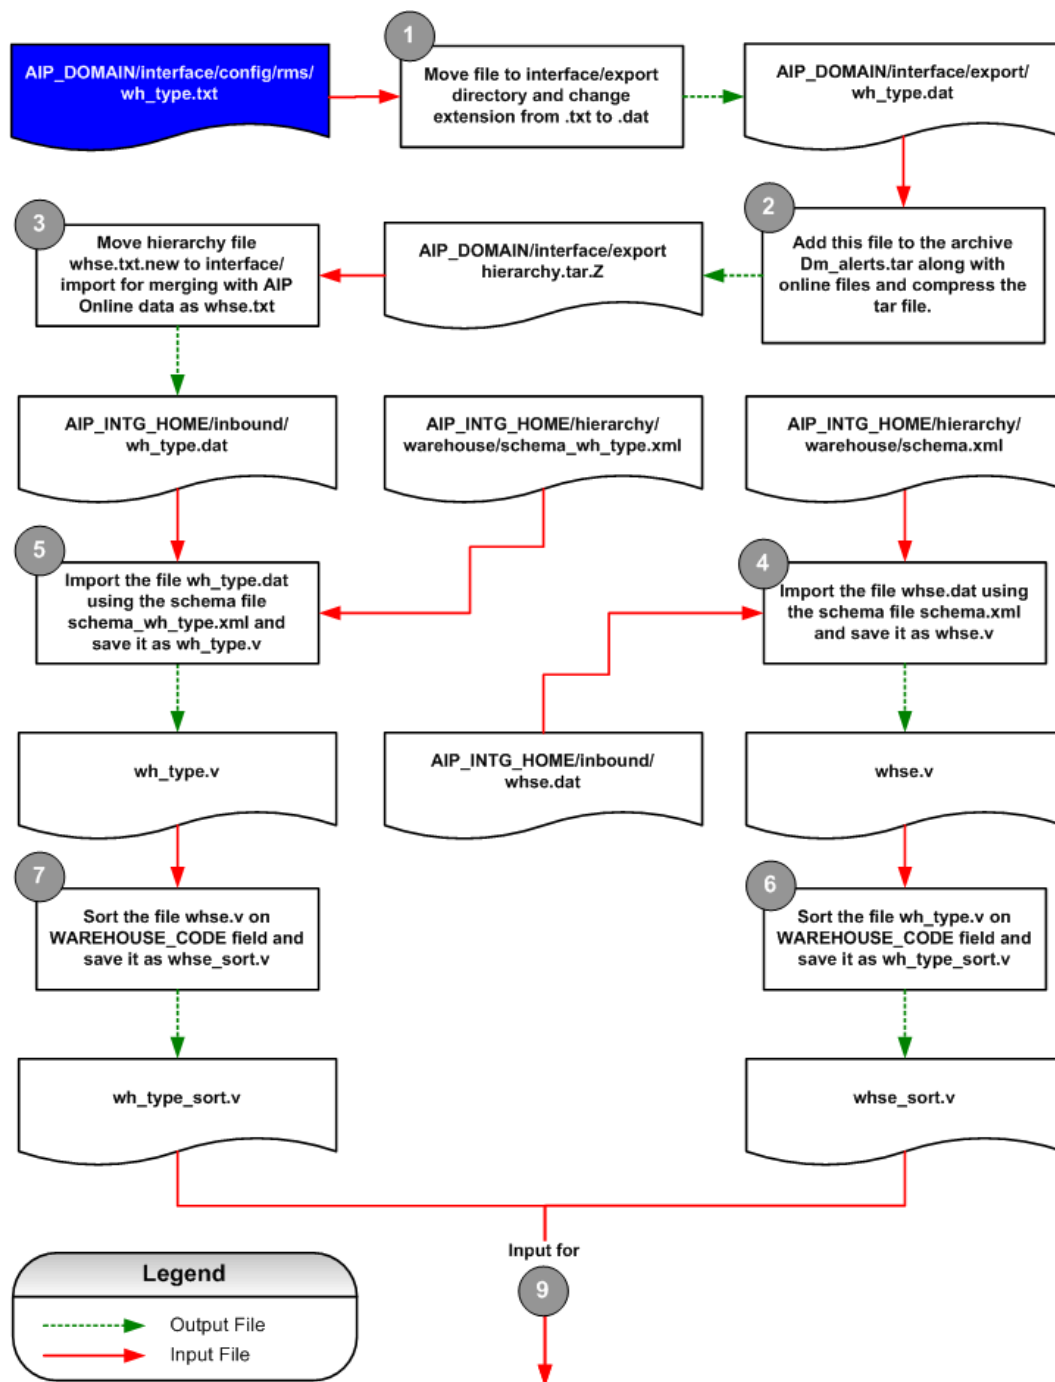 1
AIP_DOMAIN/interface/config/rms/
wh_type.txt
Move file to interface/export
directory and change
extension from .txt to .dat
AIP_DOMAIN/interface/export/
wh_type.dat
3
Move hierarchy file
whse.txt.new to interface/
import for merging with AIP
Online data as whse.txt
AIP_DOMAIN/interface/export
hierarchy.tar.Z
2
Add this file to the archive
Dm_alerts.tar along with
online files and compress the
tar file.
AIP_INTG_HOME/inbound/
wh_type.dat
AIP_INTG_HOME/hierarchy/
warehouse/schema_wh_type.xml
AIP_INTG_HOME/hierarchy/
warehouse/schema.xml
5
Import the file wh_type.dat
using the schema file
schema_wh_type.xml and
save it as wh_type.v
4
Import the file whse.dat using
the schema file schema.xml
and save it as whse.v
wh_type.v
AIP_INTG_HOME/inbound/
whse.dat
whse.v
7
Sort the file whse.v on
WAREHOUSE_CODE field and
save it as whse_sort.v
6
Sort the file wh_type.v on
WAREHOUSE_CODE field and
save it as wh_type_sort.v
wh_type_sort.v
whse_sort.v
Input for
9
Legend
Output File
Input File